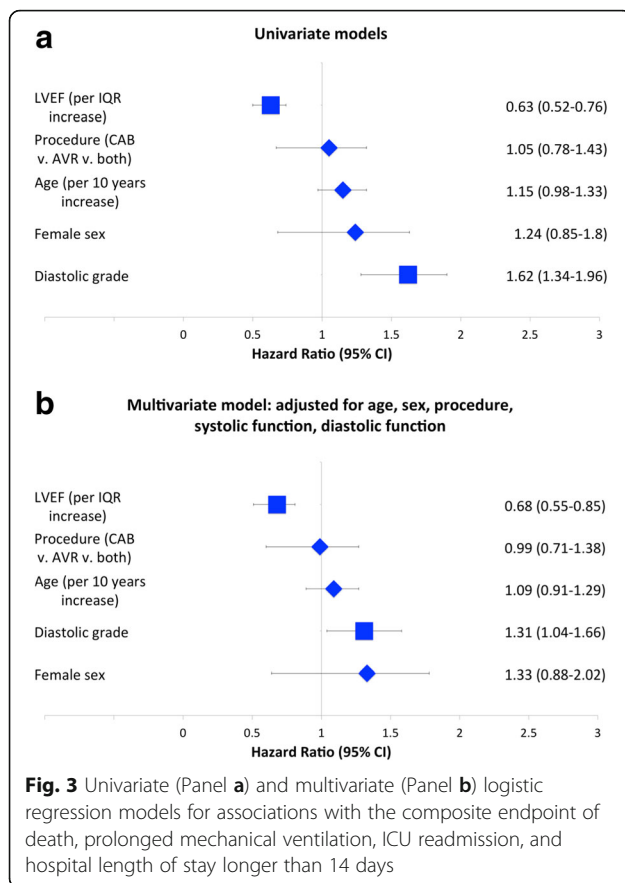 a
Univariate models
LVEF (per IQR
increase)
0.63 (0.52-0.76)
Procedure (CAB
v. AVR v. both)
1.05 (0.78-1.43)
Age (per 10 years
increase)
1.15 (0.98-1.33)
Female sex
1.24 (0.85-1.8)
Diastolic grade
1.62 (1.34-1.96)
0 0.5 1 1.5 2 2.5 3
Hazard Ratio (95% CI)
b
Multivariate model: adjusted for age, sex, procedure,
systolic function, diastolic function
LVEF (per IQR
increase)
0.68 (0.55-0.85)
Procedure (CAB
v. AVR v. both)
0.99 (0.71-1.38)
Age (per 10 years
increase)
1.09 (0.91-1.29)
Diastolic grade
1.31 (1.04-1.66)
Female sex
1.33 (0.88-2.02)
0 0.5 1 1.5 2 2.5 3
Hazard Ratio (95% CI)
Fig. 3 Univariate (Panel a) and multivariate (Panel b) logistic
regression models for associations with the composite endpoint of
death, prolonged mechanical ventilation, ICU readmission, and
hospital length of stay longer than 14 days